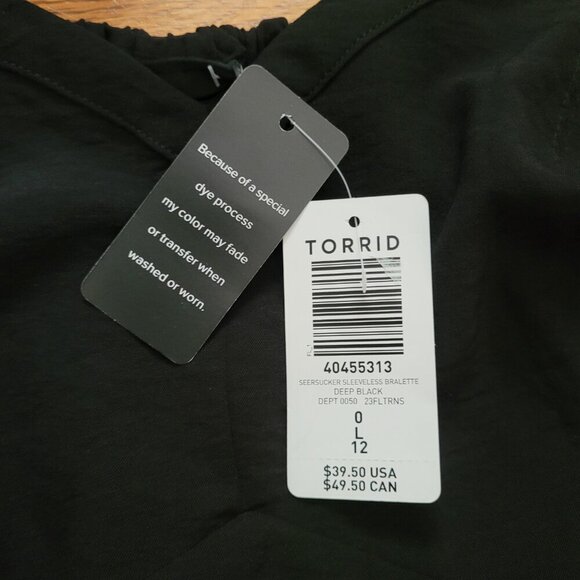 Because of a special
dye process
my color may fade
or transfer when
washed or worn.
TORRID
FL_1
40455313
SEERSUCKER SLEEVELESS BRALETTE
DEEP BLACK
DEPT 0050 23FLTRNS
0
L
12
$39.50 USA
$49.50 CAN